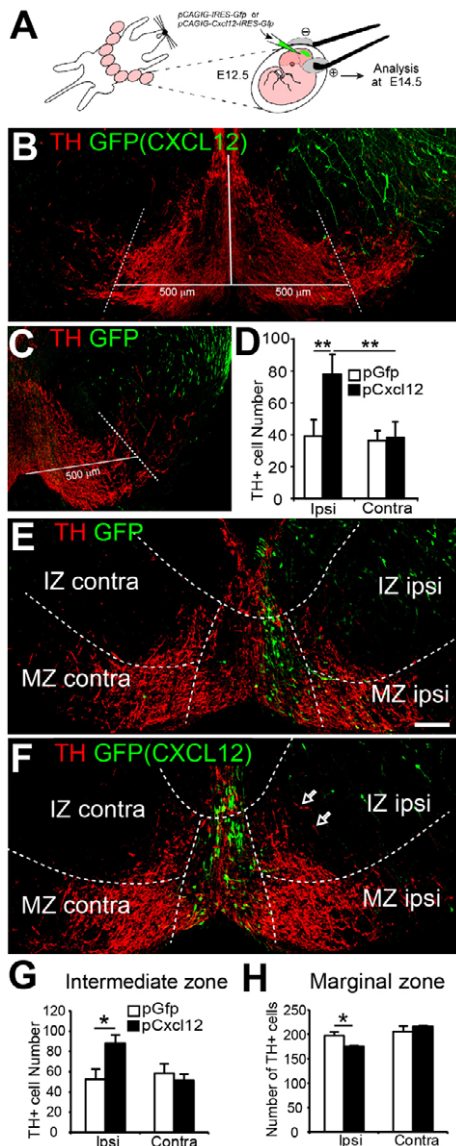 A
pCAGIG-IRES-Gfp or
pCAGIG-Cxcl12-IRES-Gfp
E12.5
⊖
⊕
Analysis
at E14.5
B
TH GFP(CXCL12)
500 µm
500 µm
C
TH GFP
500 µm
D
TH+ cell Number
100
80
60
40
20
0
**
**
pGfp
pCxcl12
Ipsi
Contra
E
TH GFP
IZ contra
IZ ipsi
MZ contra
MZ ipsi
F
TH GFP(CXCL12)
IZ contra
IZ ipsi
MZ contra
MZ ipsi
G
Intermediate zone
TH+ cell Number
120
100
80
60
40
20
0
*
pGfp
pCxcl12
Ipsi
Contra
H
Marginal zone
Number of TH+ cells
250
200
150
100
50
0
*
Ipsi
Contra